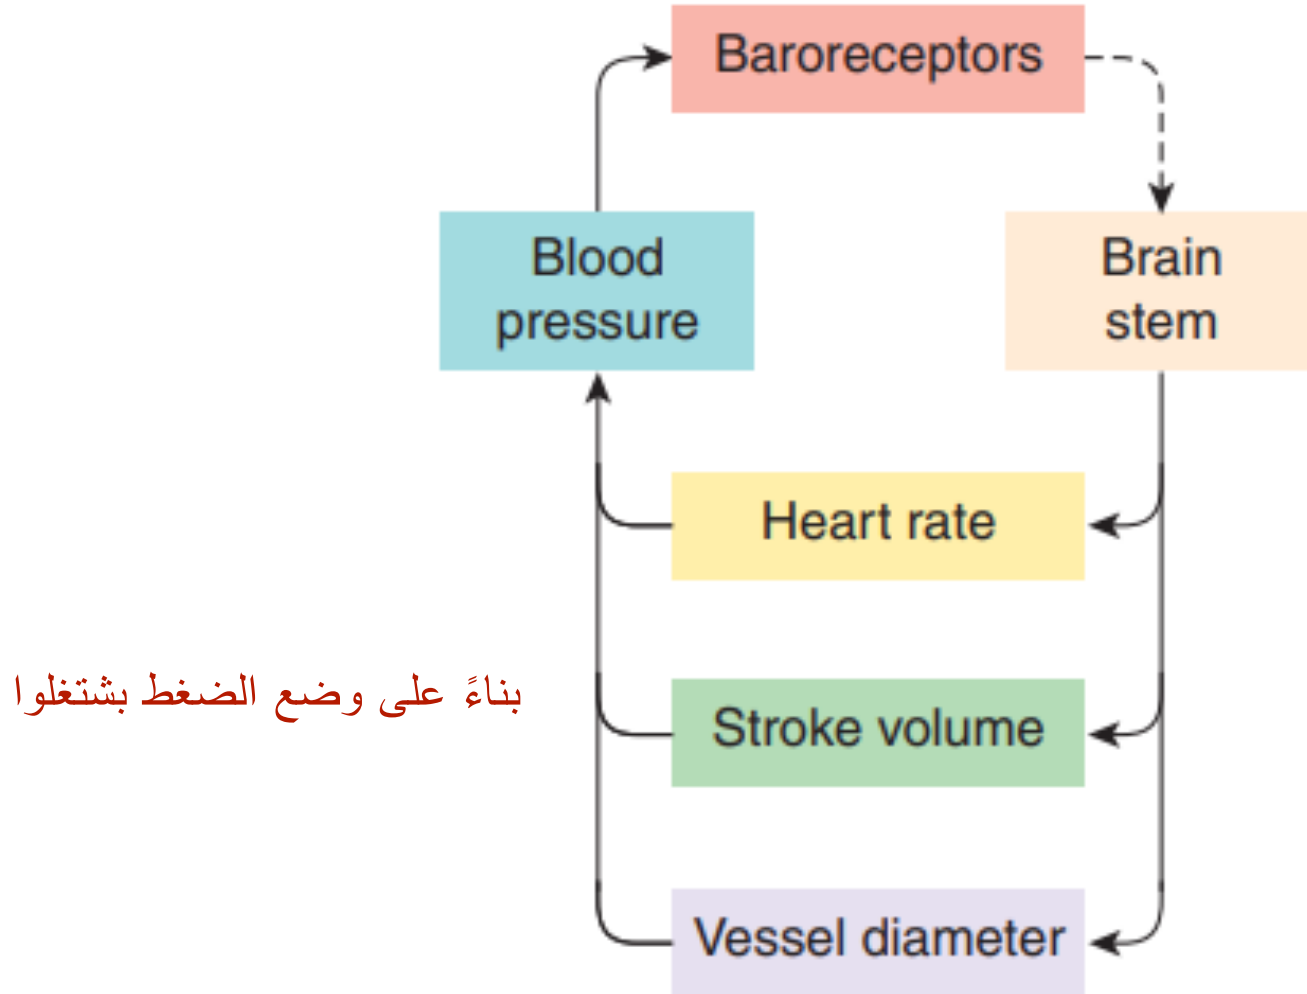 Baroreceptors
Blood
pressure
Brain
stem
Heart rate
بناءً على وضع الضغط بشتغلوا
Stroke volume
Vessel diameter